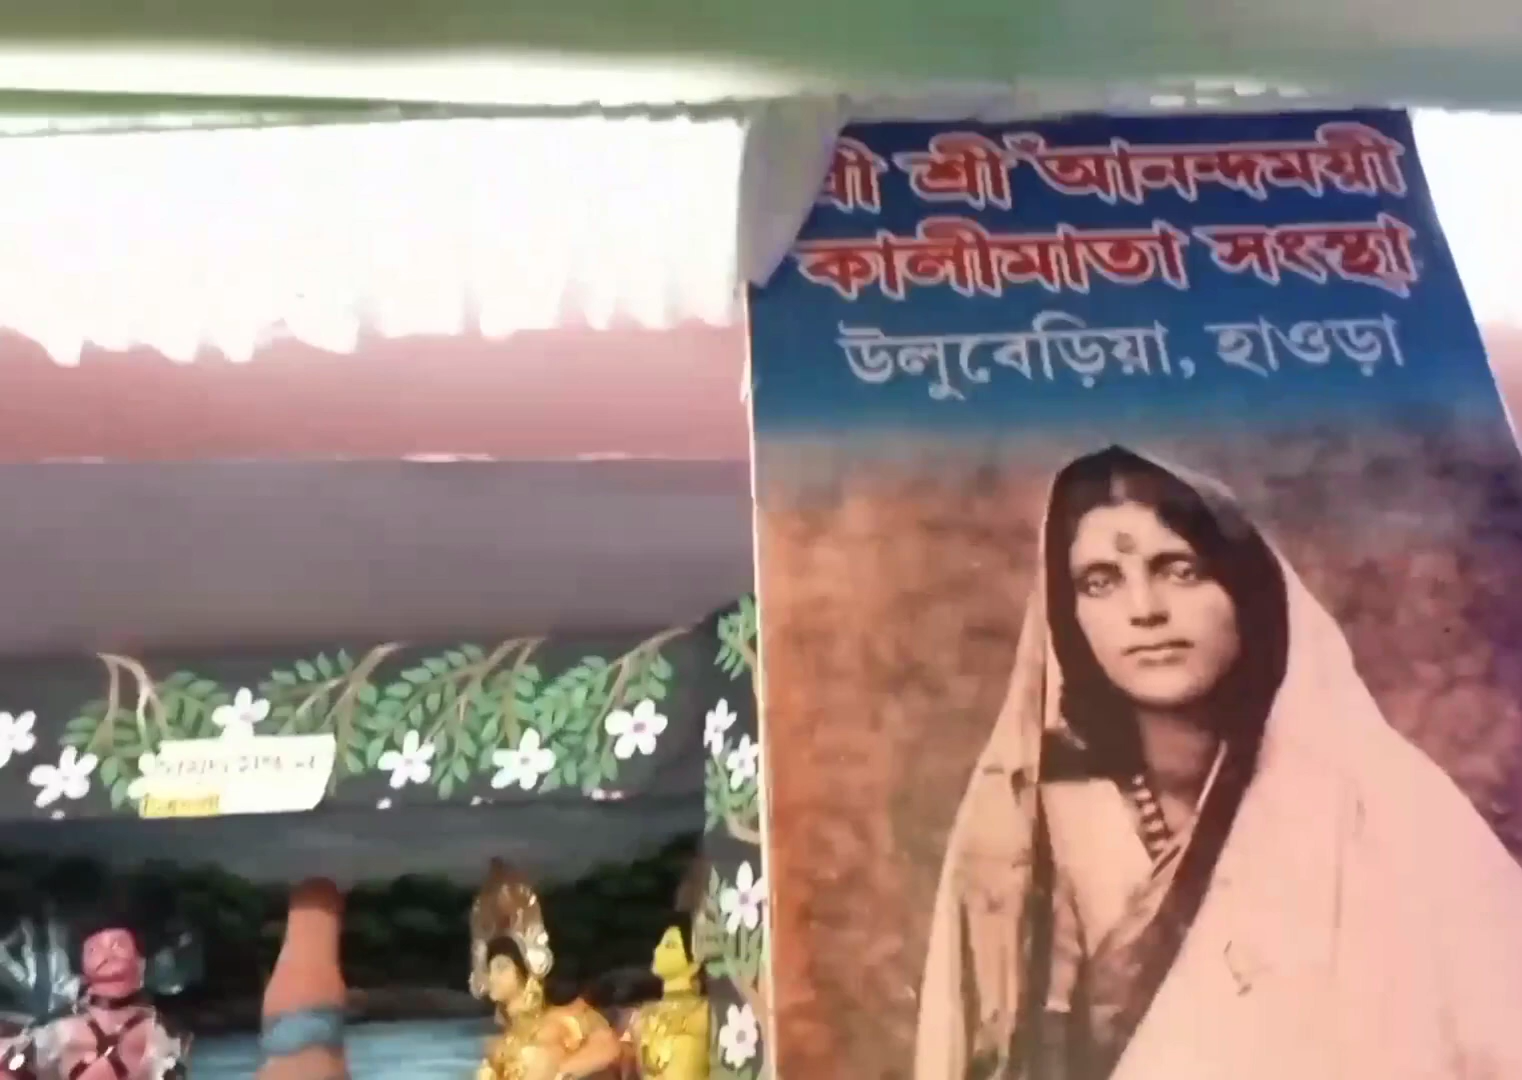 শ্রী ঁআনন্দময়ী
কালীমাতা সংস্থা
উলুবেড়িয়া, হাওড়া